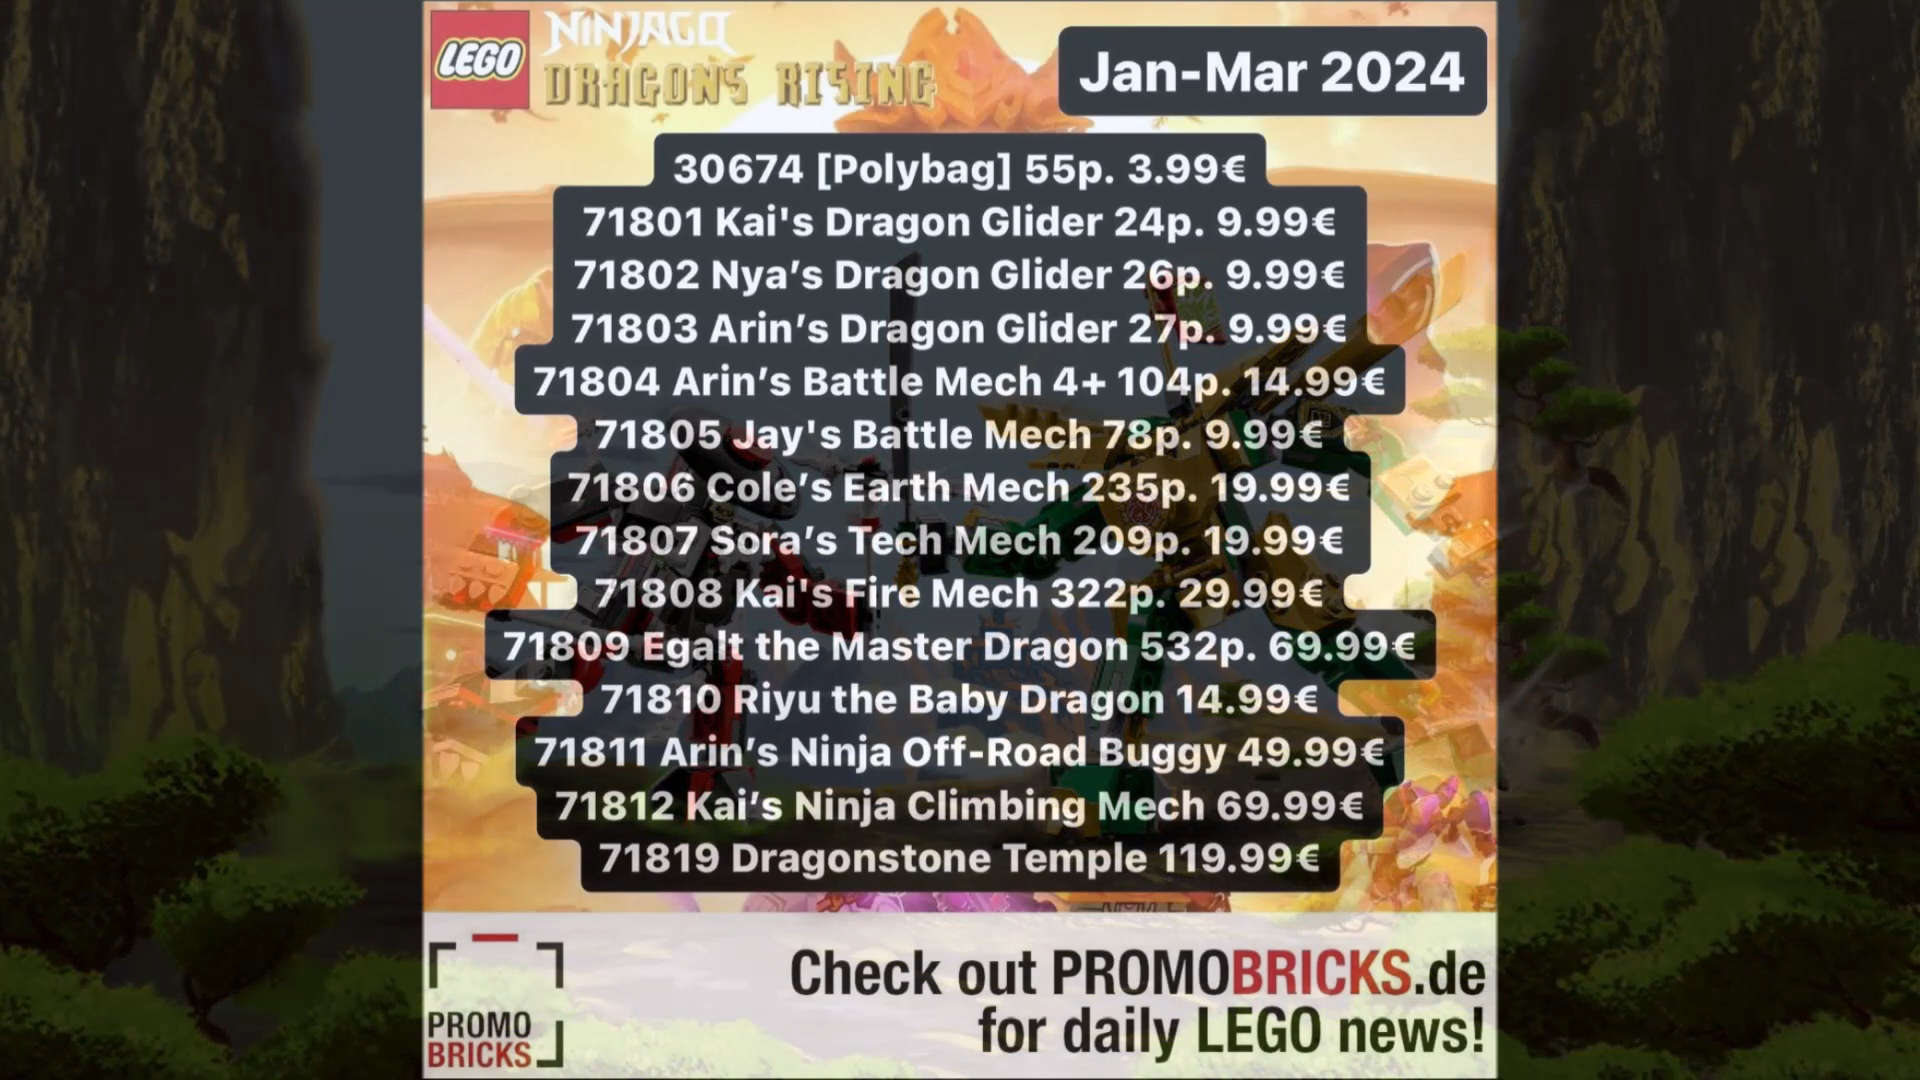 LEGO
NINJAGO
DRAGONS RISING
Jan-Mar 2024
30674 [Polybag] 55p. 3.99€
71801 Kai's Dragon Glider 24p. 9.99€
71802 Nya’s Dragon Glider 26p. 9.99€
71803 Arin’s Dragon Glider 27p. 9.99€
71804 Arin’s Battle Mech 4+ 104p. 14.99€
71805 Jay's Battle Mech 78p. 9.99€
71806 Cole’s Earth Mech 235p. 19.99€
71807 Sora’s Tech Mech 209p. 19.99€
71808 Kai's Fire Mech 322p. 29.99€
71809 Egalt the Master Dragon 532p. 69.99€
71810 Riyu the Baby Dragon 14.99€
71811 Arin’s Ninja Off-Road Buggy 49.99€
71812 Kai’s Ninja Climbing Mech 69.99€
71819 Dragonstone Temple 119.99€
PROMO
BRICKS
Check out PROMOBRICKS.de
for daily LEGO news!